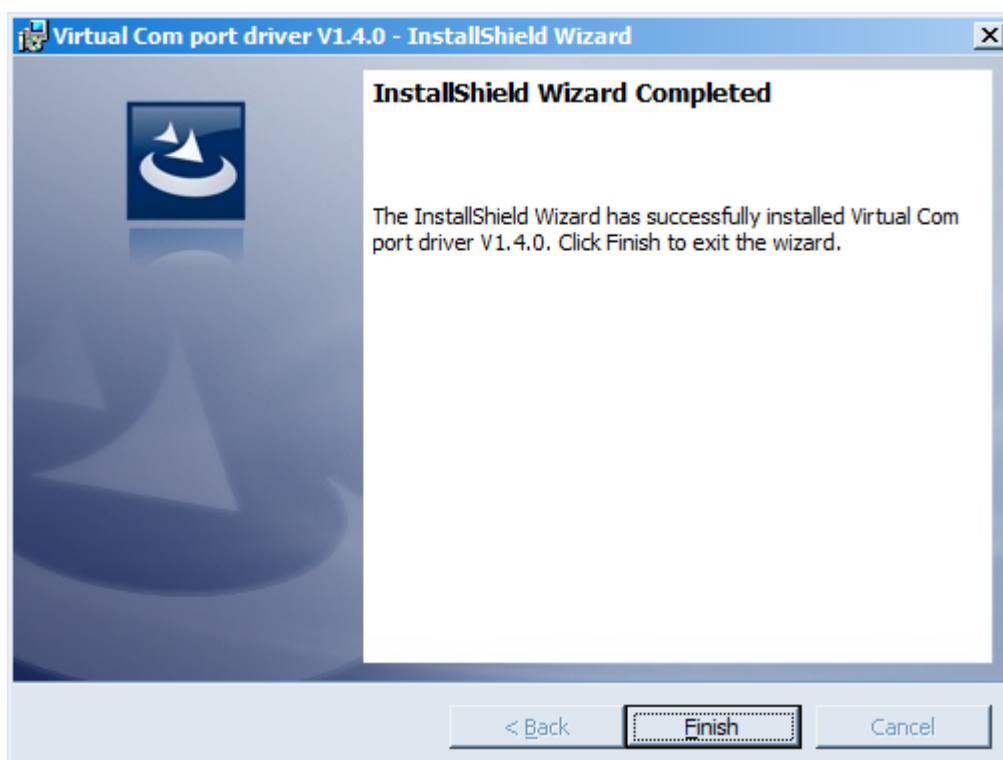 Virtual Com port driver V1.4.0 - InstallShield Wizard
InstallShield Wizard Completed
The InstallShield Wizard has successfully installed Virtual Com
port driver V1.4.0. Click Finish to exit the wizard.
< Back
Finish
Cancel